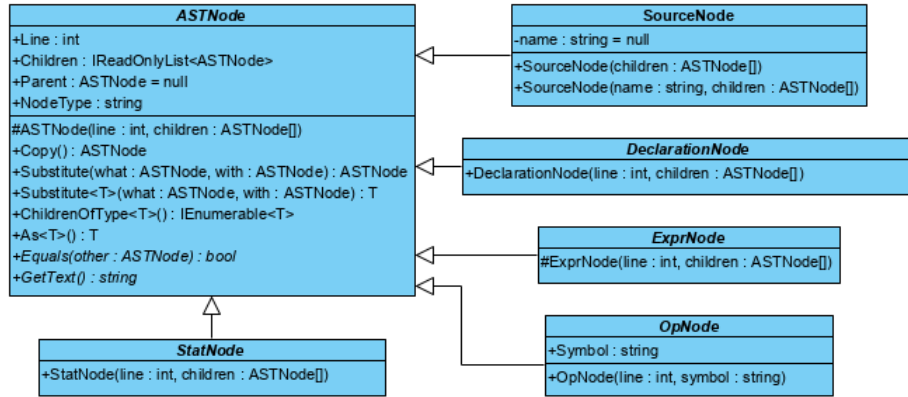 ASTNode
+Line : int
+Children : IReadOnlyList<ASTNode>
+Parent : ASTNode = null
+NodeType : string
#ASTNode(line : int, children : ASTNode[])
+Copy() : ASTNode
+Substitute(what : ASTNode, with : ASTNode) : ASTNode
+Substitute<T>(what : ASTNode, with : ASTNode) : T
+ChildrenOfType<T>() : IEnumerable<T>
+As<T>() : T
+Equals(other : ASTNode) : bool
+GetText() : string
SourceNode
-name : string = null
+SourceNode(children : ASTNode[])
+SourceNode(name : string, children : ASTNode[])
DeclarationNode
+DeclarationNode(line : int, children : ASTNode[])
ExprNode
#ExprNode(line : int, children : ASTNode[])
OpNode
+Symbol : string
+OpNode(line : int, symbol : string)
StatNode
+StatNode(line : int, children : ASTNode[])